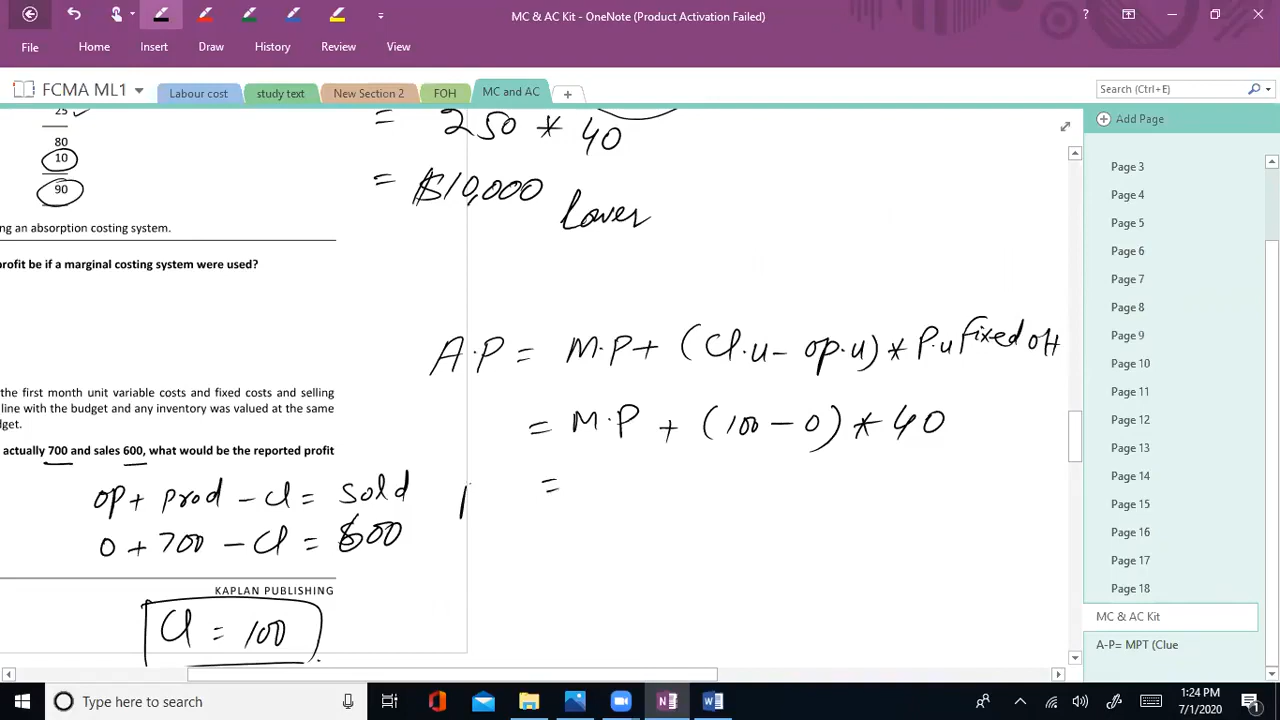 MC & AC Kit - OneNote (Product Activation Failed)
File Home Insert Draw History Review View
FCMA ML1
Labour cost study text New Section 2 FOH MC and AC
Search (Ctrl+E)
Add Page
Page 3
Page 4
Page 5
Page 6
Page 7
Page 8
Page 9
Page 10
Page 11
Page 12
Page 13
Page 14
Page 15
Page 16
Page 17
Page 18
MC & AC Kit
A-P= MPT (Clue
25
80
10
90
= 250 * 40
= $10,000 Lower
ng an absorption costing system.
profit be if a marginal costing system were used?
A.P = M.P + (Cl.u - op.u) * P.u fixed OH
= M.P + (100 - 0) * 40
=
the first month unit variable costs and fixed costs and selling
line with the budget and any inventory was valued at the same
dget.
actually 700 and sales 600, what would be the reported profit
op + prod - Cl = sold
0 + 700 - Cl = 600
KAPLAN PUBLISHING
Cl = 100
Type here to search
1:24 PM
7/1/2020